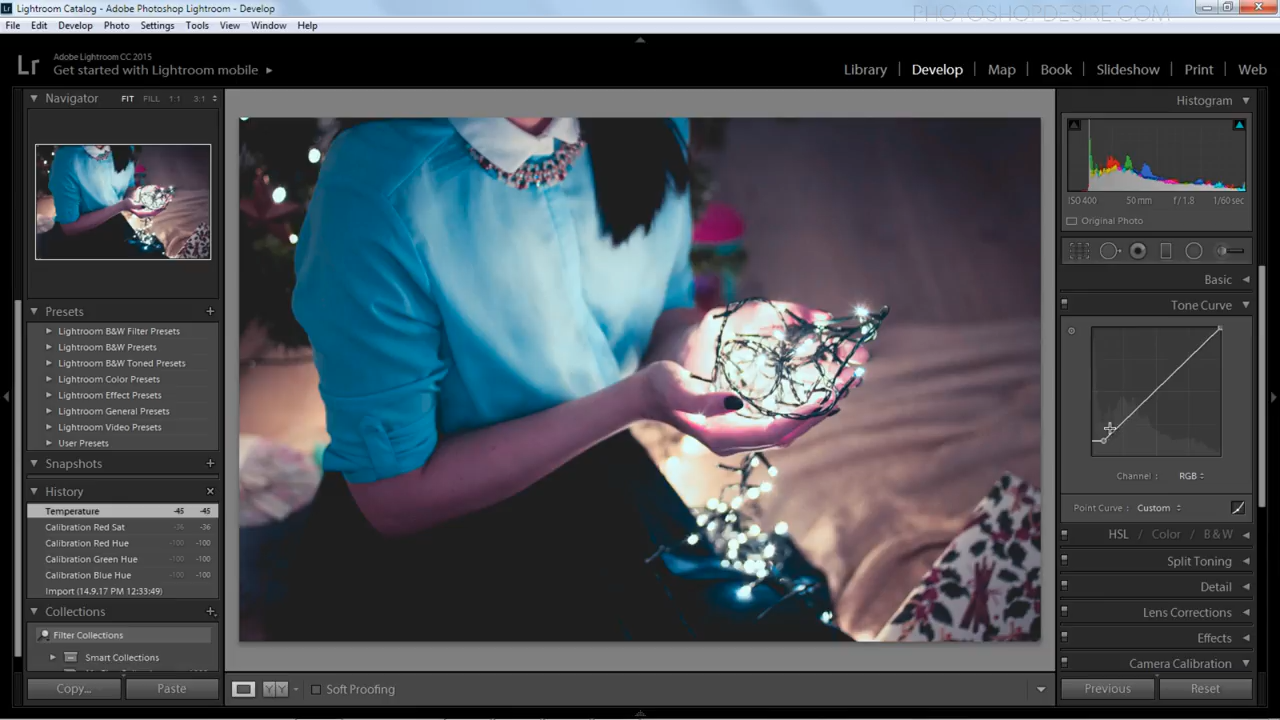 Lightroom Catalog - Adobe Photoshop Lightroom - Develop
PHOTOSHOPDESIRE.COM
File Edit Develop Photo Settings Tools View Window Help
Lr
Adobe Lightroom CC 2015
Get started with Lightroom mobile
Library Develop Map Book Slideshow Print Web
Navigator FIT FILL 1:1 3:1
Presets
Lightroom B&W Filter Presets
Lightroom B&W Presets
Lightroom B&W Toned Presets
Lightroom Color Presets
Lightroom Effect Presets
Lightroom General Presets
Lightroom Video Presets
User Presets
Snapshots
History
Temperature -45 -45
Calibration Red Sat -36 -36
Calibration Red Hue -100 -100
Calibration Green Hue -100 -100
Calibration Blue Hue -100 -100
Import (14.9.17 PM 12:33:49)
Collections
Filter Collections
Smart Collections
Copy... Paste
YY Soft Proofing
Histogram
ISO 400 50 mm f / 1.8 1/60 sec
Original Photo
Basic
Tone Curve
Channel : RGB
Point Curve : Custom
HSL / Color / B & W
Split Toning
Detail
Lens Corrections
Effects
Camera Calibration
Previous Reset